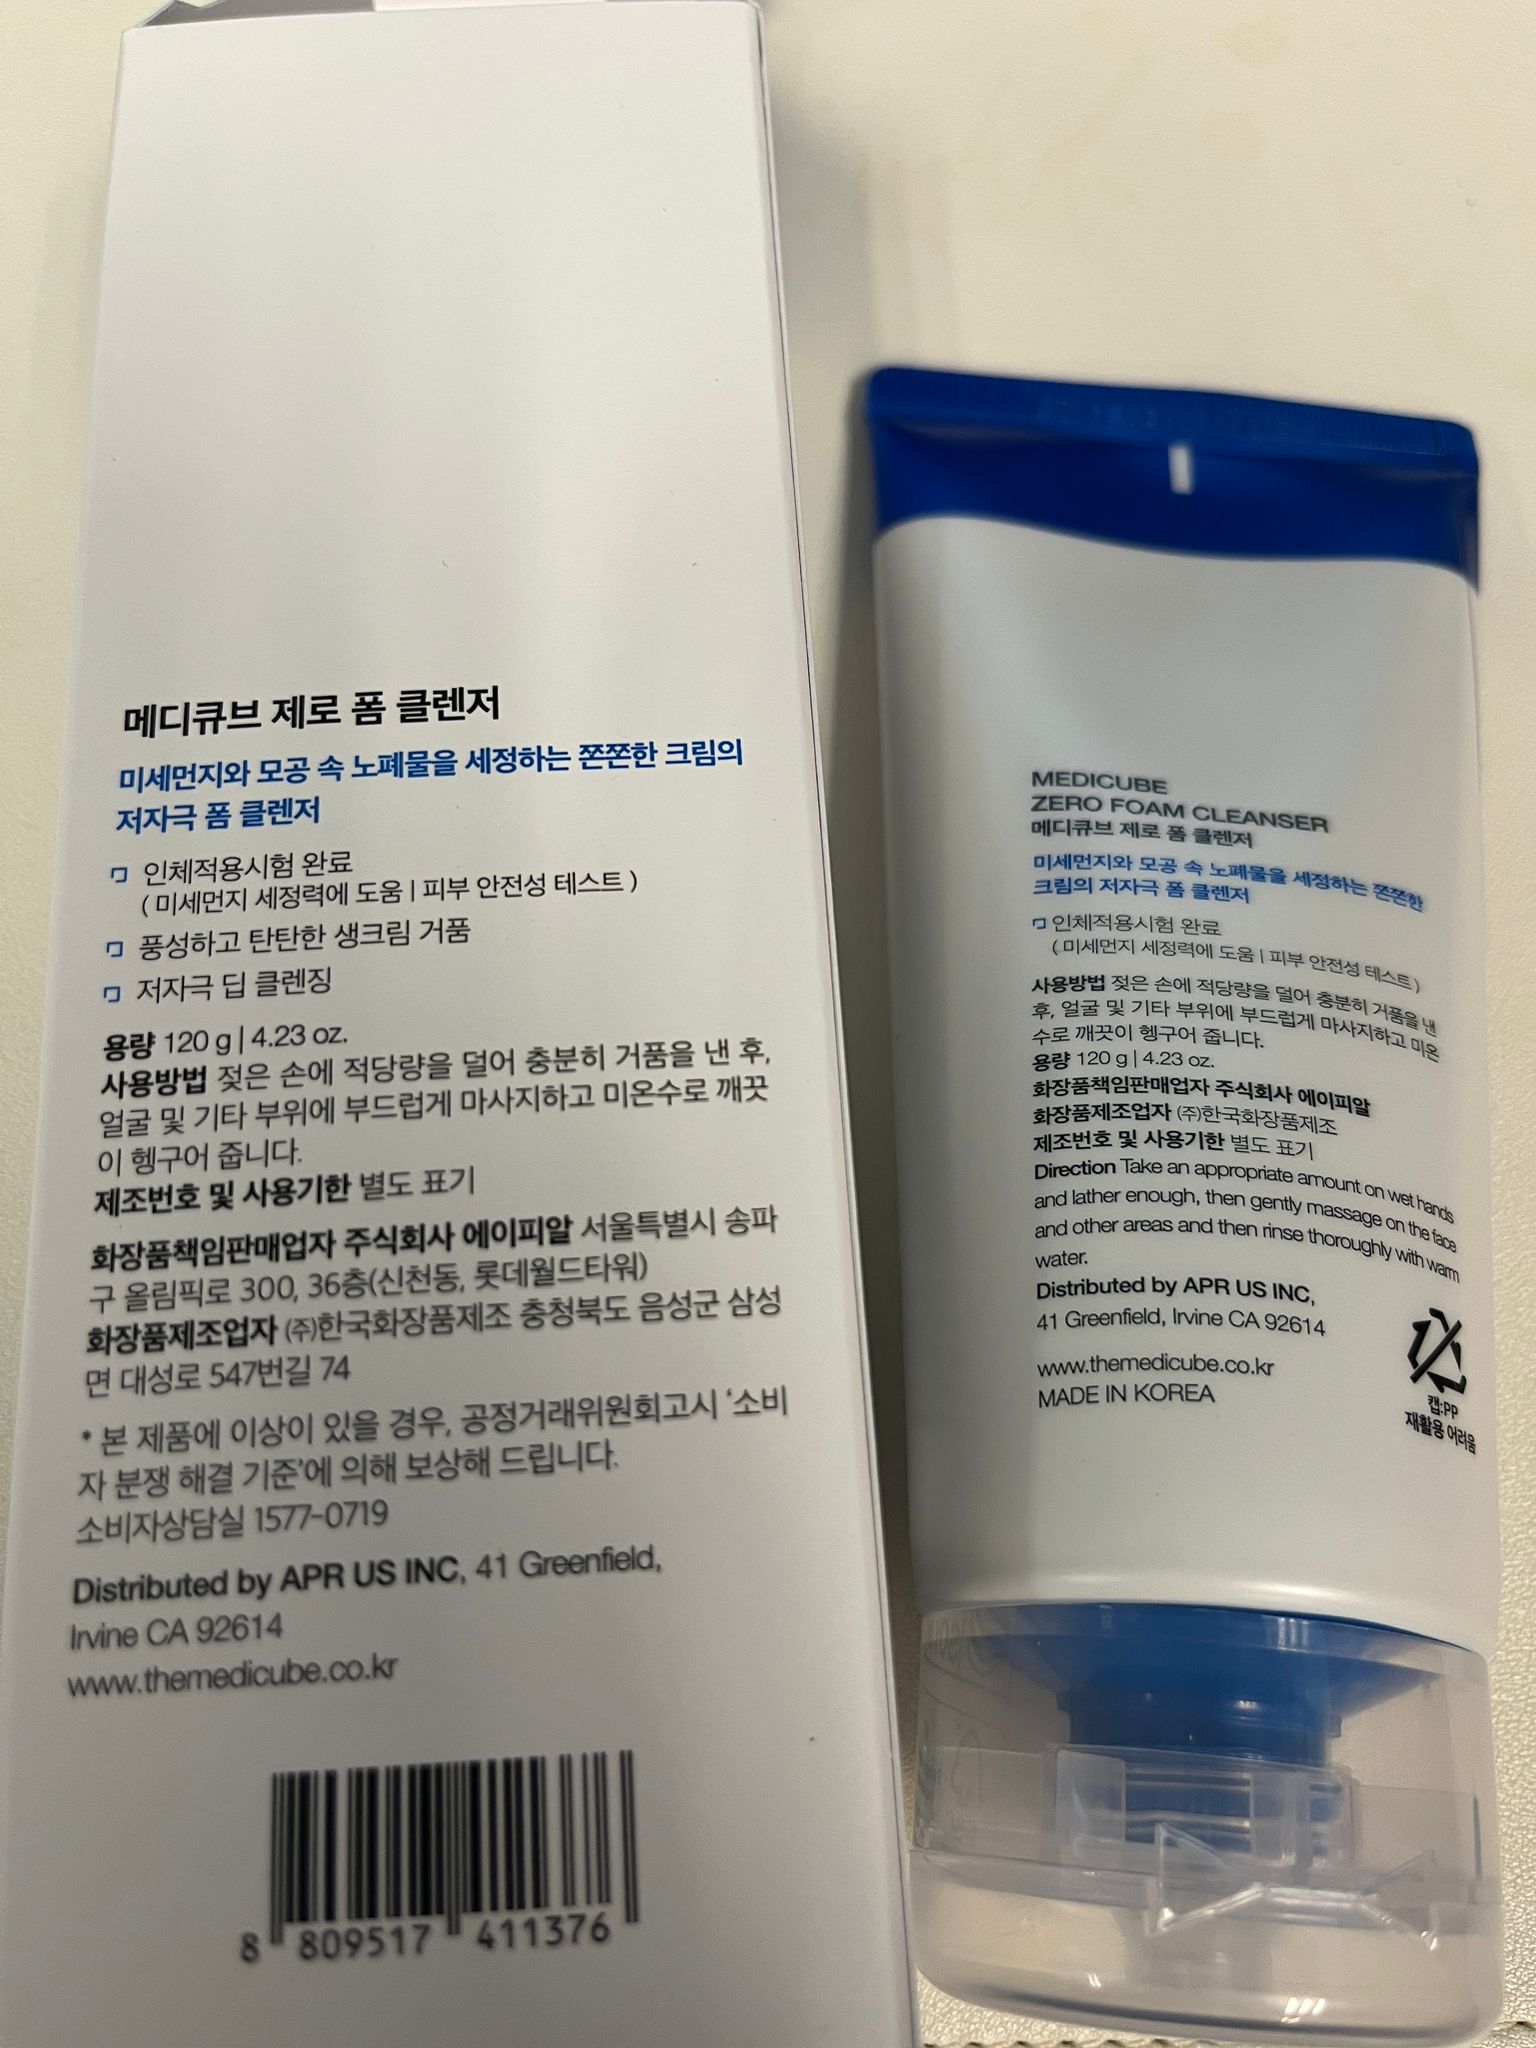 메디큐브 제로 폼 클렌저
미세먼지와 모공 속 노폐물을 세정하는 쫀쫀한 크림의
저자극 폼 클렌저
인체적용시험 완료
( 미세먼지 세정력에 도움 | 피부 안전성 테스트 )
풍성하고 탄탄한 생크림 거품
저자극 딥 클렌징
용량 120 g | 4.23 oz.
사용방법 젖은 손에 적당량을 덜어 충분히 거품을 낸 후,
얼굴 및 기타 부위에 부드럽게 마사지하고 미온수로 깨끗
이 헹구어 줍니다.
제조번호 및 사용기한 별도 표기
화장품책임판매업자 주식회사 에이피알 서울특별시 송파
구 올림픽로 300, 36층(신천동, 롯데월드타워)
화장품제조업자 (주)한국화장품제조 충청북도 음성군 삼성
면 대성로 547번길 74
* 본 제품에 이상이 있을 경우, 공정거래위원회고시 ‘소비
자 분쟁 해결 기준’에 의해 보상해 드립니다.
소비자상담실 1577-0719
Distributed by APR US INC, 41 Greenfield,
Irvine CA 92614
www.themedicube.co.kr
8 809517 411376
MEDICUBE
ZERO FOAM CLEANSER
메디큐브 제로 폼 클렌저
미세먼지와 모공 속 노폐물을 세정하는 쫀쫀한
크림의 저자극 폼 클렌저
인체적용시험 완료
( 미세먼지 세정력에 도움 | 피부 안전성 테스트 )
사용방법 젖은 손에 적당량을 덜어 충분히 거품을 낸
후, 얼굴 및 기타 부위에 부드럽게 마사지하고 미온
수로 깨끗이 헹구어 줍니다.
용량 120 g | 4.23 oz.
화장품책임판매업자 주식회사 에이피알
화장품제조업자 (주)한국화장품제조
제조번호 및 사용기한 별도 표기
Direction Take an appropriate amount on wet hands
and lather enough, then gently massage on the face
and other areas and then rinse thoroughly with warm
water.
Distributed by APR US INC,
41 Greenfield, Irvine CA 92614
www.themedicube.co.kr
MADE IN KOREA
캡:PP
재활용 어려움